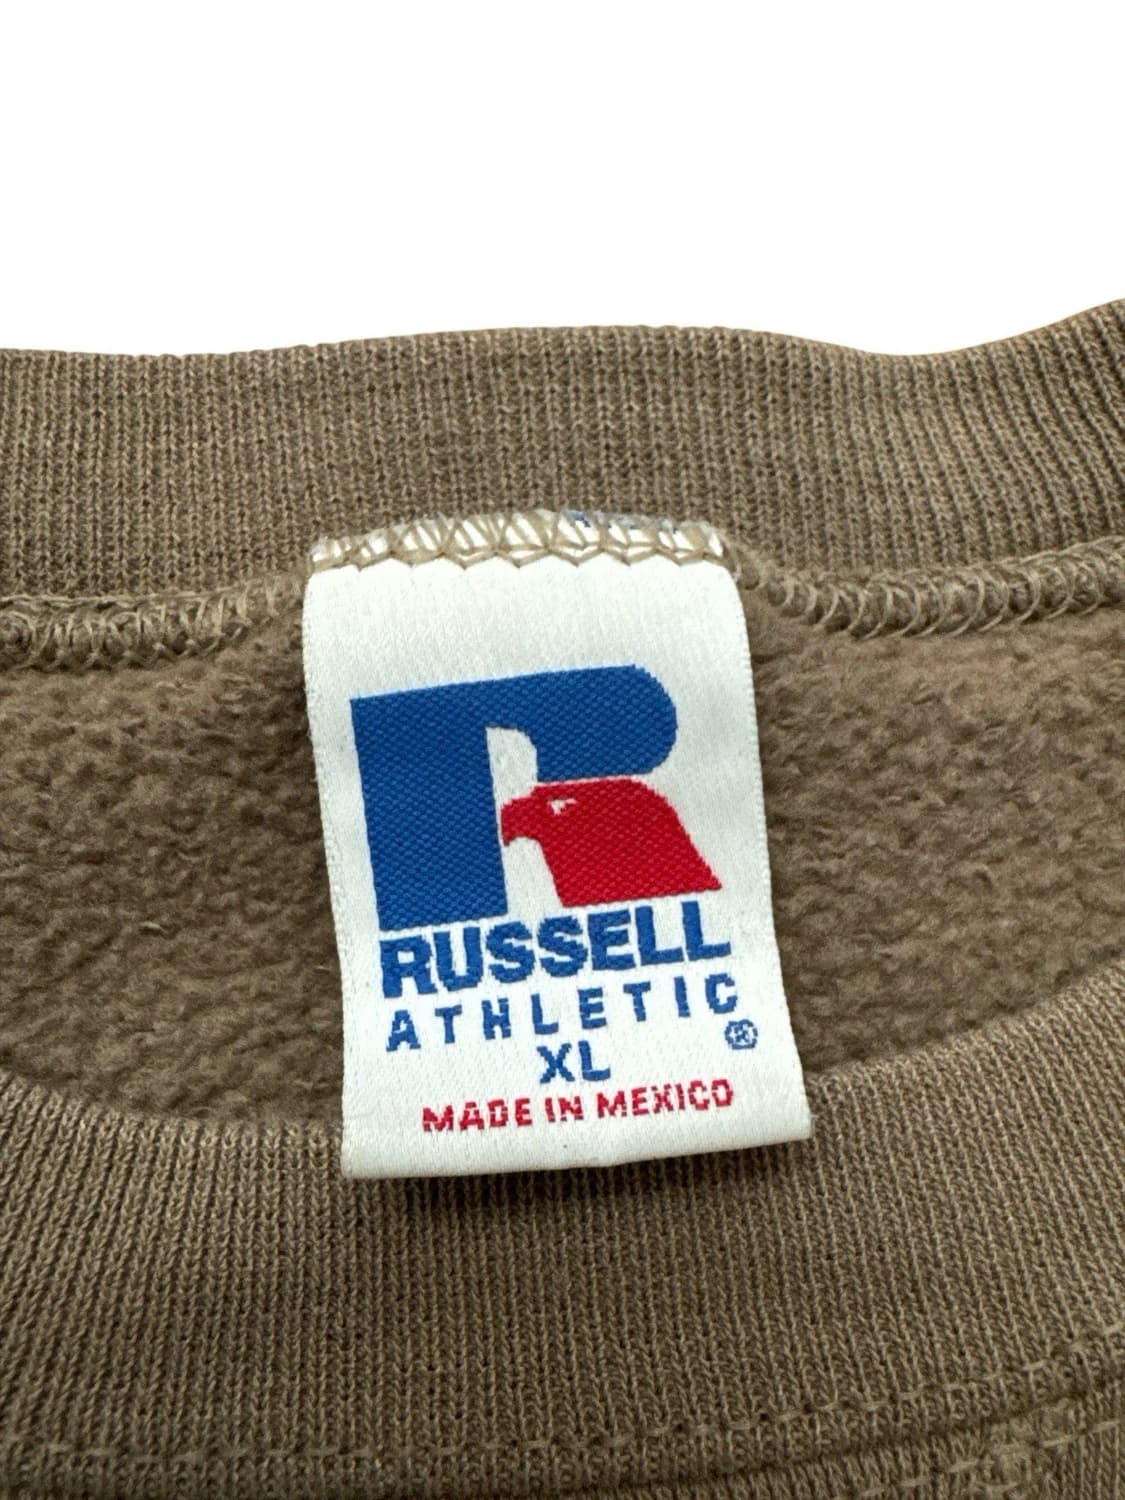 RUSSELL
ATHLETIC
®
XL
MADE IN MEXICO